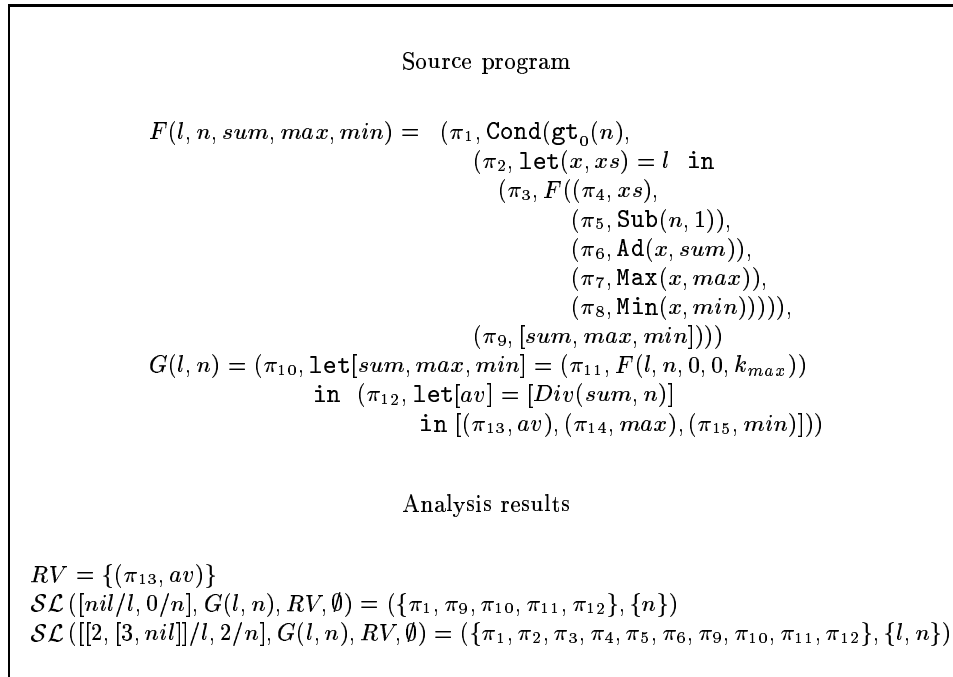 Source program
F(l, n, sum, max, min) = (π₁, Cond(gt₀(n),
(π₂, let(x, xs) = l in
(π₃, F((π₄, xs),
(π₅, Sub(n, 1)),
(π₆, Ad(x, sum)),
(π₇, Max(x, max)),
(π₈, Min(x, min))))),
(π₉, [sum, max, min])))
G(l, n) = (π₁₀, let[sum, max, min] = (π₁₁, F(l, n, 0, 0, k_{max}))
in (π₁₂, let[av] = [Div(sum, n)]
in [(π₁₃, av), (π₁₄, max), (π₁₅, min)]))
Analysis results
RV = {(π₁₃, av)}
𝒮ℒ([nil/l, 0/n], G(l, n), RV, ∅) = ({π₁, π₉, π₁₀, π₁₁, π₁₂}, {n})
𝒮ℒ([[2, [3, nil]]/l, 2/n], G(l, n), RV, ∅) = ({π₁, π₂, π₃, π₄, π₅, π₆, π₉, π₁₀, π₁₁, π₁₂}, {l, n})